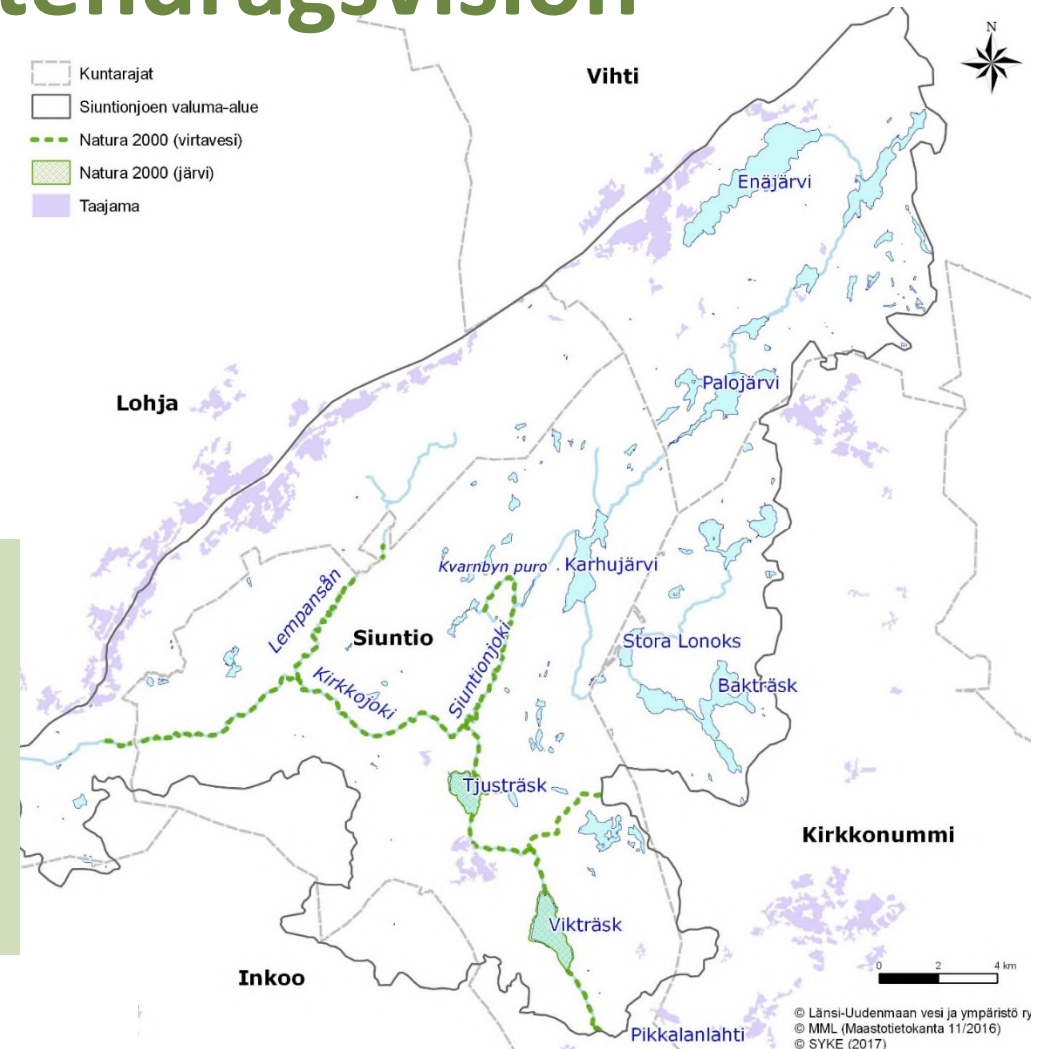 tendragsvision
N
Kuntarajat
Siuntionjoen valuma-alue
Natura 2000 (virtavesi)
Natura 2000 (järvi)
Taajama
Vihti
Enäjärvi
Palojärvi
Lohja
Kvarnbyn puro
Karhujärvi
Lempansån
Siuntio
Siuntionjoki
Stora Lonoks
Kirkkojoki
Bakträsk
Tjusträsk
Kirkkonummi
Vikträsk
Inkoo
0 2 4 km
Pikkalanlahti
© Länsi-Uudenmaan vesi ja ympäristö ry
© MML (Maastotietokanta 11/2016)
© SYKE (2017)